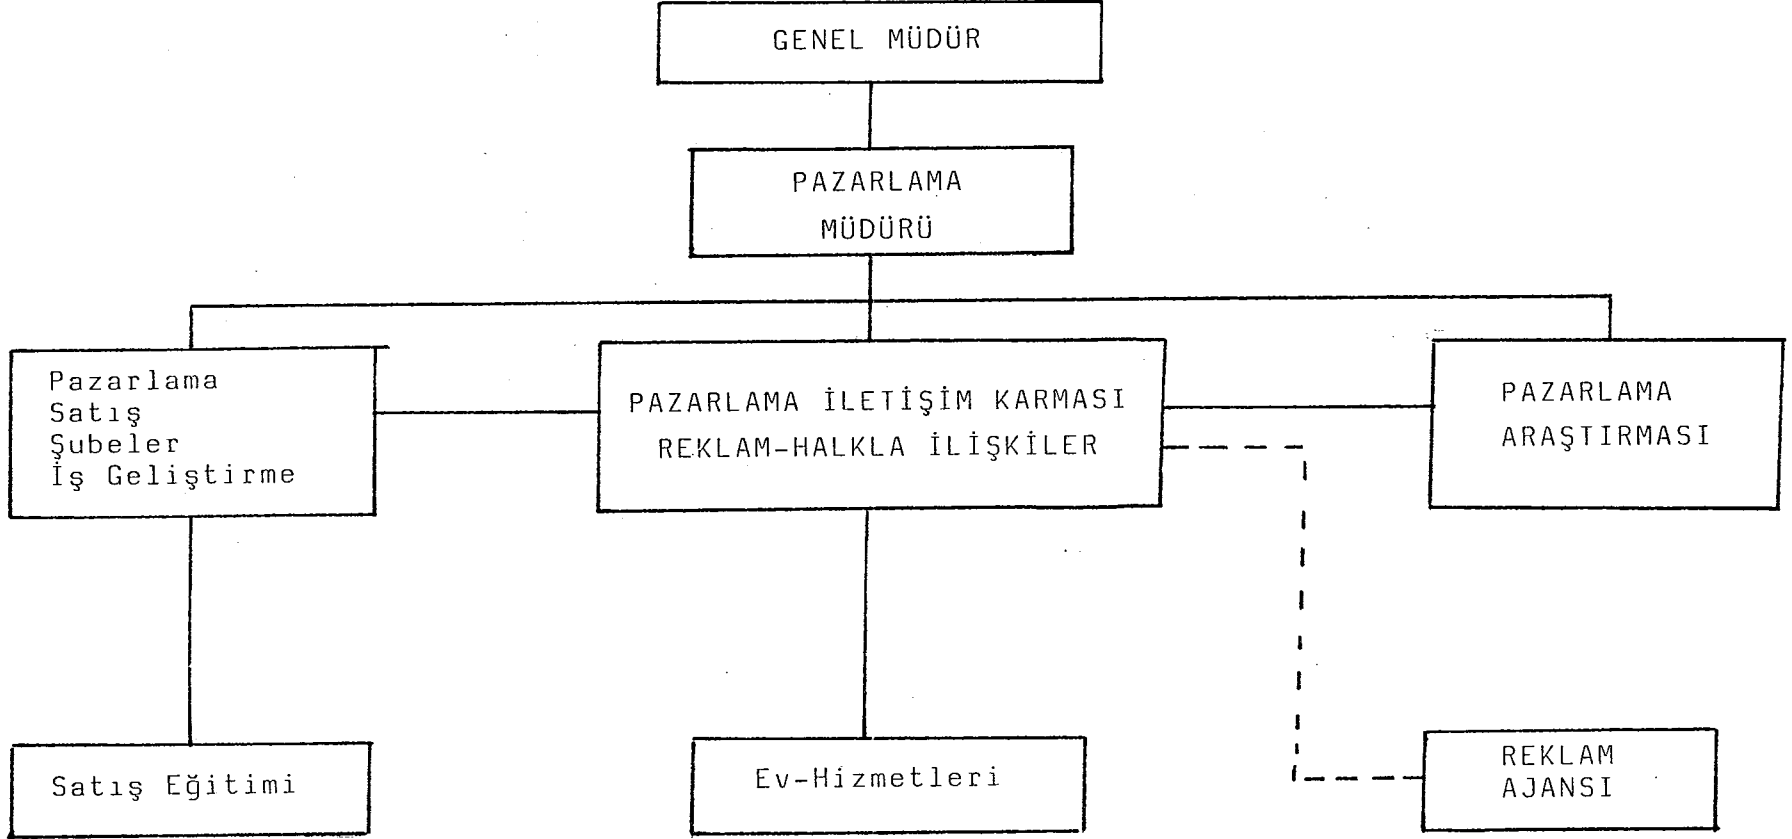 GENEL MÜDÜR
PAZARLAMA
MÜDÜRÜ
Pazarlama
Satış
Şubeler
İş Geliştirme
PAZARLAMA İLETİŞİM KARMASI
REKLAM-HALKLA İLİŞKİLER
PAZARLAMA
ARAŞTIRMASI
Satış Eğitimi
Ev-Hizmetleri
REKLAM
AJANSI